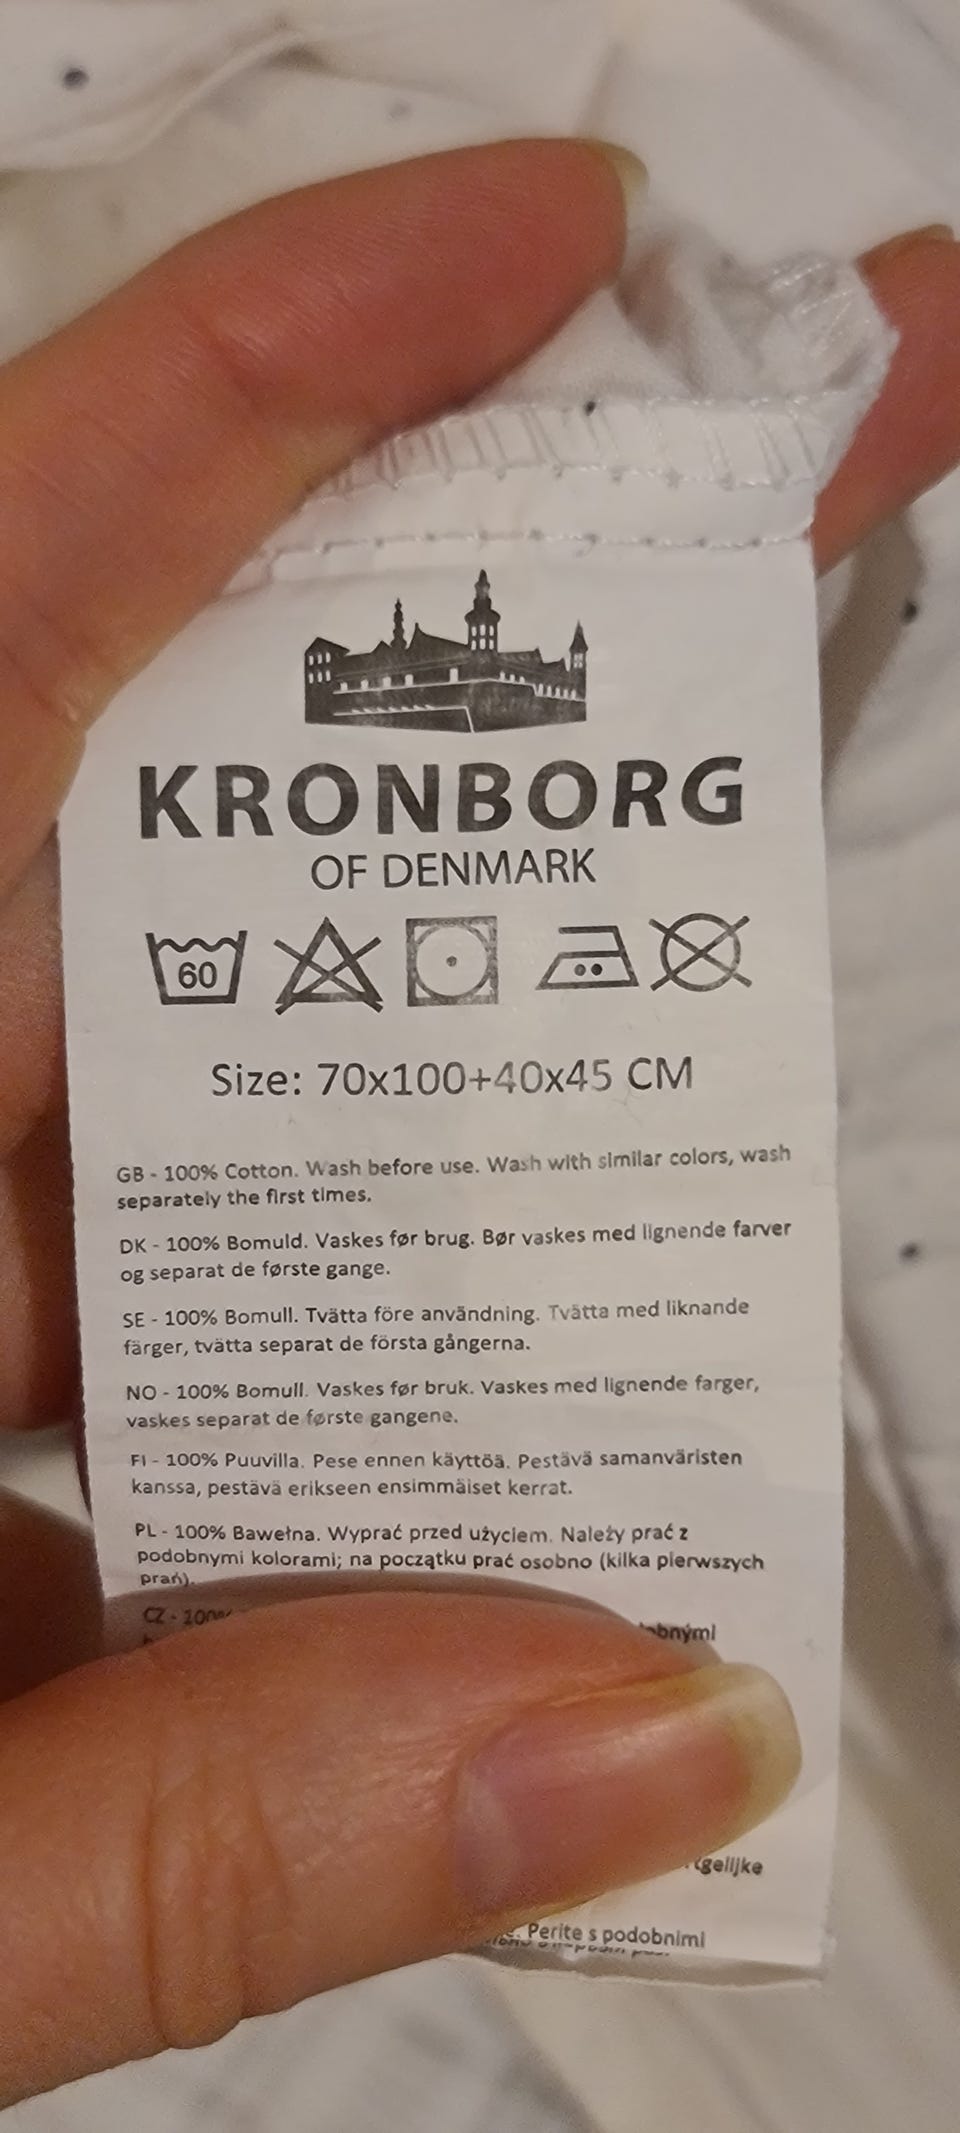 KRONBORG
OF DENMARK
60
Size: 70x100+40x45 CM
GB - 100% Cotton. Wash before use. Wash with similar colors, wash
separately the first times.
DK - 100% Bomuld. Vaskes før brug. Bør vaskes med lignende farver
og separat de første gange.
SE - 100% Bomull. Tvätta före användning. Tvätta med liknande
färger, tvätta separat de första gångerna.
NO - 100% Bomull. Vaskes før bruk. Vaskes med lignende farger,
vaskes separat de første gangene.
FI - 100% Puuvilla. Pese ennen käyttöä. Pestävä samanväristen
kanssa, pestävä erikseen ensimmäiset kerrat.
PL - 100% Bawełna. Wyprać przed użyciem. Należy prać z
podobnymi kolorami; na początku prać osobno (kilka pierwszych
prań).
CZ - 100%
Perite s podobnimi